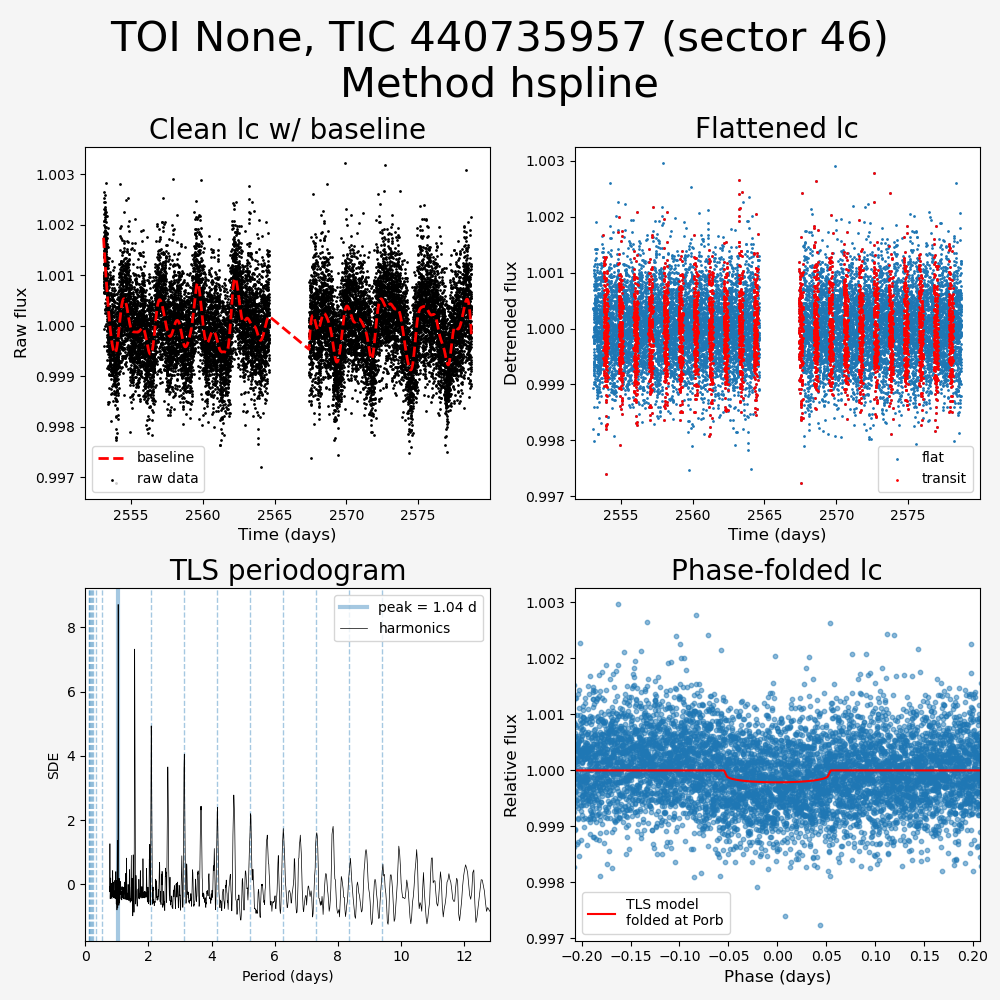 TOI None, TIC 440735957 (sector 46)
Method hspline
Clean lc w/ baseline
Raw flux
1.003
1.002
1.001
1.000
0.999
0.998
0.997
baseline
raw data
2555
2560
2565
2570
2575
Time (days)
Flattened lc
Detrended flux
1.003
1.002
1.001
1.000
0.999
0.998
0.997
flat
transit
2555
2560
2565
2570
2575
Time (days)
TLS periodogram
SDE
8
6
4
2
0
peak = 1.04 d
harmonics
0
2
4
6
8
10
12
Period (days)
Phase-folded lc
Relative flux
1.003
1.002
1.001
1.000
0.999
0.998
0.997
TLS model
folded at Porb
−0.20
−0.15
−0.10
−0.05
0.00
0.05
0.10
0.15
0.20
Phase (days)